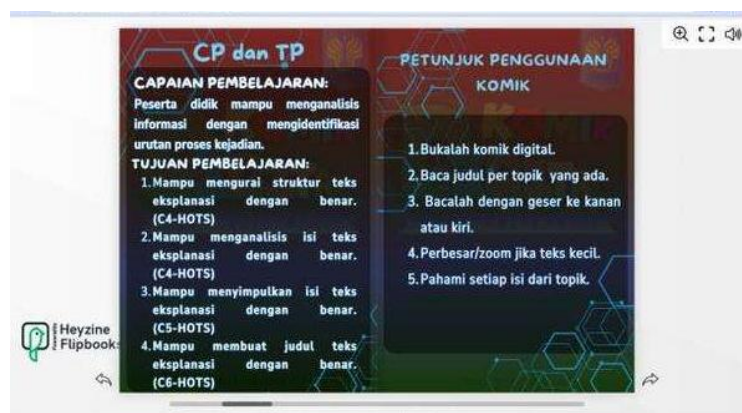 CP dan TP
CAPAIAN PEMBELAJARAN:
Peserta didik mampu menganalisis
informasi dengan mengidentifikasi
urutan proses kejadian.
TUJUAN PEMBELAJARAN:
1.Mampu mengurai struktur teks
eksplanasi dengan benar.
(C4-HOTS)
2.Mampu menganalisis isi teks
eksplanasi dengan benar.
(C4-HOTS)
3.Mampu menyimpulkan isi teks
eksplanasi dengan benar.
(C5-HOTS)
4.Mampu membuat judul teks
eksplanasi dengan benar.
(C6-HOTS)
PETUNJUK PENGGUNAAN
KOMIK
1.Bukalah komik digital.
2.Baca judul per topik yang ada.
3. Bacalah dengan geser ke kanan
atau kiri.
4.Perbesar/zoom jika teks kecil.
5.Pahami setiap isi dari topik.
Heyzine
Flipbook